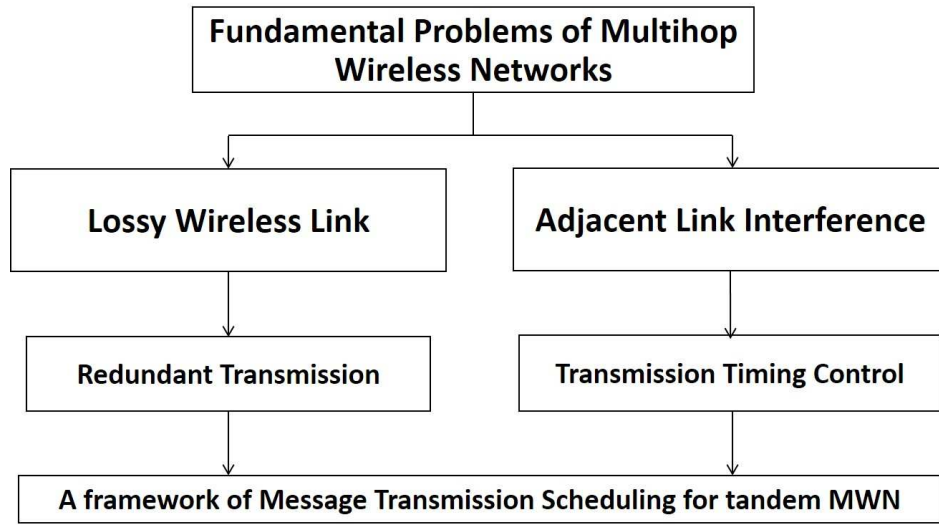 Fundamental Problems of Multihop
Wireless Networks
Lossy Wireless Link
Adjacent Link Interference
Redundant Transmission
Transmission Timing Control
A framework of Message Transmission Scheduling for tandem MWN